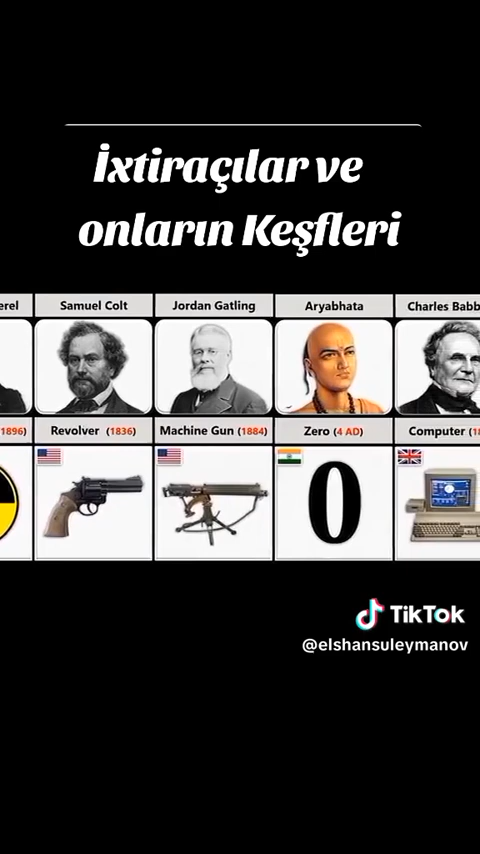 İxtiraçılar ve
onların Keşfleri
erel Samuel Colt Jordan Gatling Aryabhata Charles Babb
1896) Revolver (1836) Machine Gun (1884) Zero (4 AD) Computer (18
0
TikTok
@elshansuleymanov